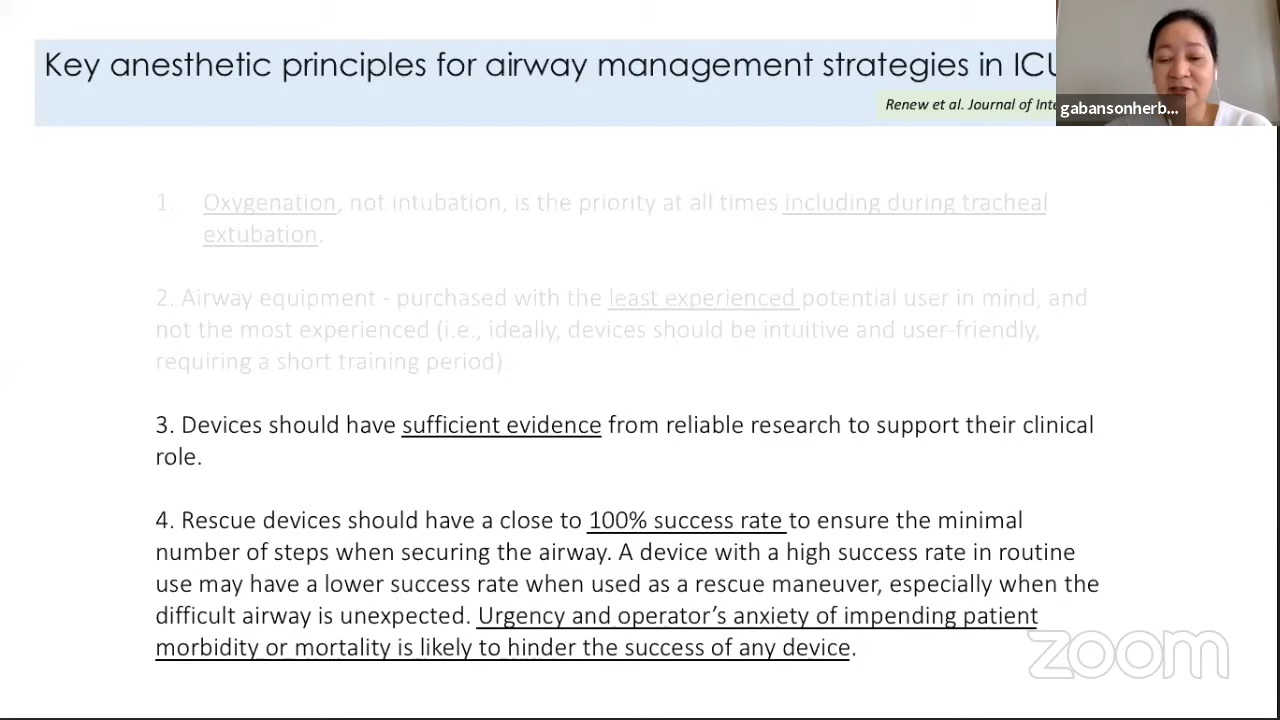 Key anesthetic principles for airway management strategies in ICU
Renew et al. Journal of Inte
gabansonherb...
1. Oxygenation, not intubation, is the priority at all times including during tracheal
extubation.
2. Airway equipment - purchased with the least experienced potential user in mind, and
not the most experienced (i.e., ideally, devices should be intuitive and user-friendly,
requiring a short training period).
3. Devices should have sufficient evidence from reliable research to support their clinical
role.
4. Rescue devices should have a close to 100% success rate to ensure the minimal
number of steps when securing the airway. A device with a high success rate in routine
use may have a lower success rate when used as a rescue maneuver, especially when the
difficult airway is unexpected. Urgency and operator's anxiety of impending patient
morbidity or mortality is likely to hinder the success of any device.
zoom